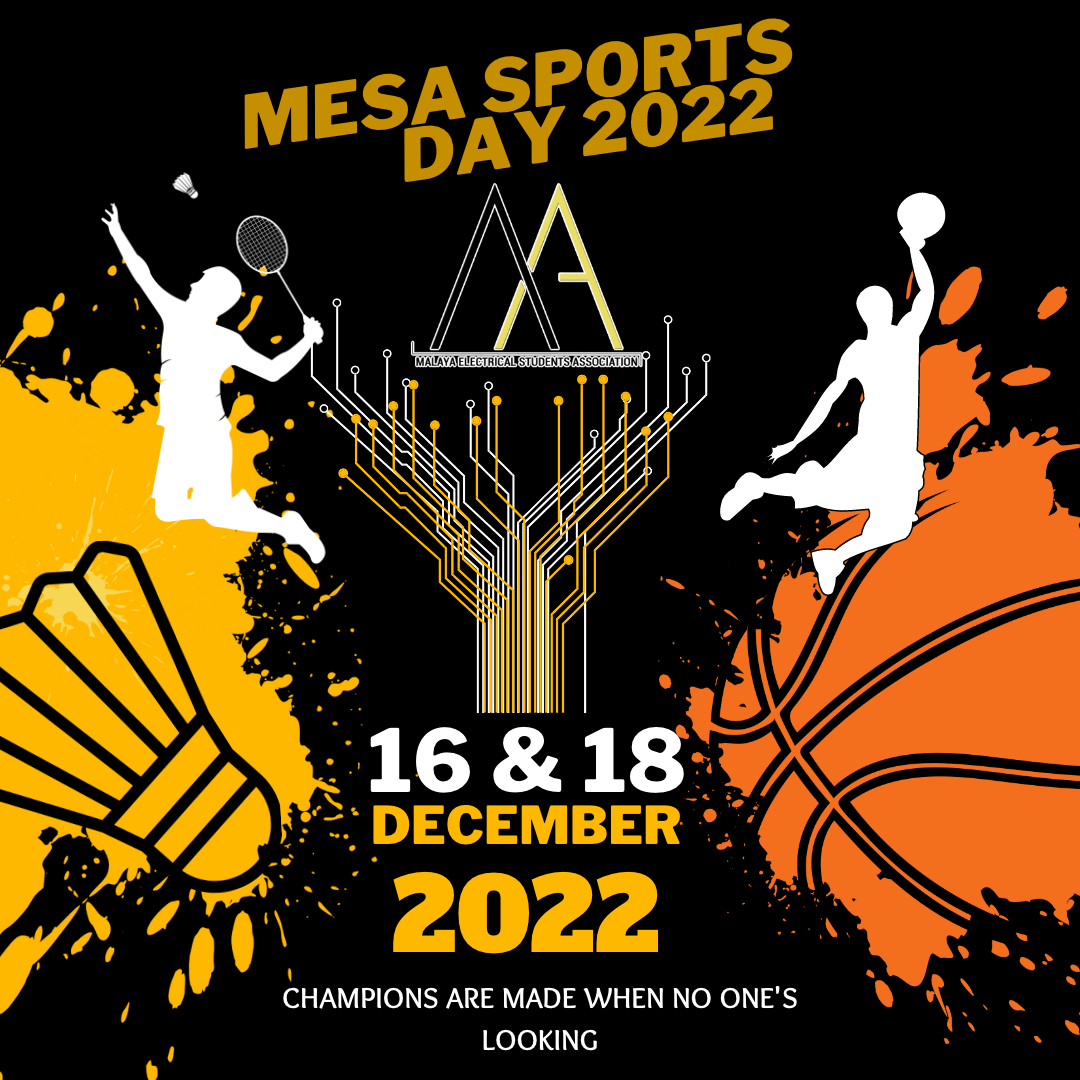 MESA SPORTS
DAY 2022
MALAYA ELECTRICAL STUDENTS ASSOCIATION
16 & 18
DECEMBER
2022
CHAMPIONS ARE MADE WHEN NO ONE'S
LOOKING